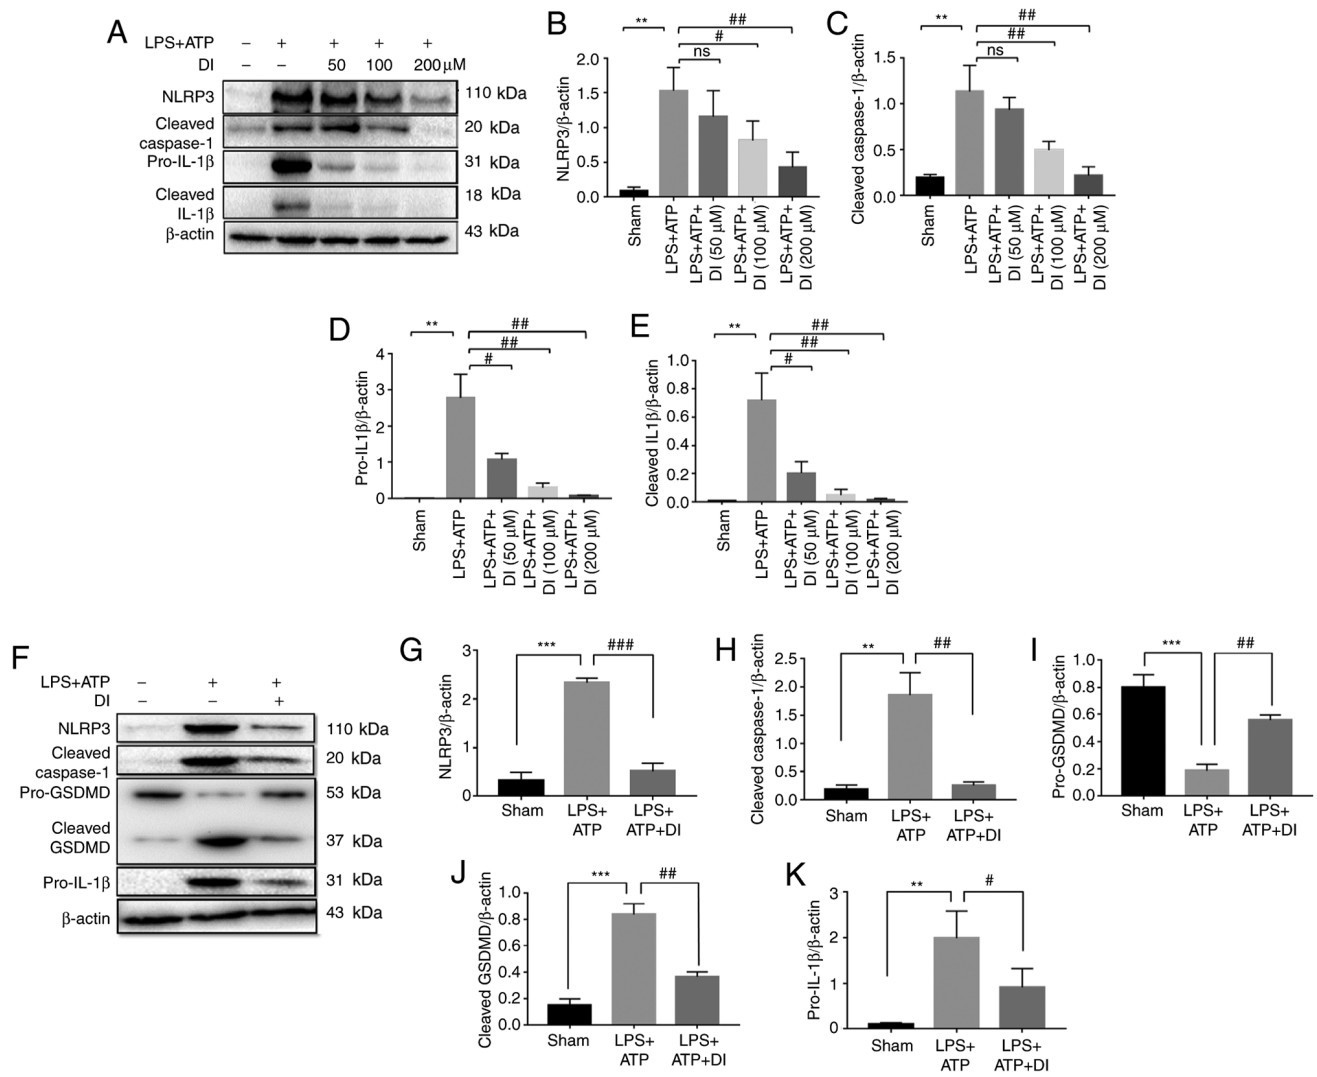 A
LPS+ATP – + + + +
DI – – 50 100 200 μM
NLRP3 110 kDa
Cleaved
caspase-1 20 kDa
Pro-IL-1β 31 kDa
Cleaved
IL-1β 18 kDa
β-actin 43 kDa
B
** ##
#
ns
NLRP3/β-actin
2.0
1.5
1.0
0.5
0.0
Sham
LPS+ATP
LPS+ATP+
DI (50 μM)
LPS+ATP+
DI (100 μM)
LPS+ATP+
DI (200 μM)
C
** ##
##
ns
Cleaved caspase-1/β-actin
1.5
1.0
0.5
0.0
Sham
LPS+ATP
LPS+ATP+
DI (50 μM)
LPS+ATP+
DI (100 μM)
LPS+ATP+
DI (200 μM)
D
** ##
##
#
Pro-IL1β/β-actin
4
3
2
1
0
Sham
LPS+ATP
LPS+ATP+
DI (50 μM)
LPS+ATP+
DI (100 μM)
LPS+ATP+
DI (200 μM)
E
** ##
##
#
Cleaved IL1β/β-actin
1.0
0.8
0.6
0.4
0.2
0.0
Sham
LPS+ATP
LPS+ATP+
DI (50 μM)
LPS+ATP+
DI (100 μM)
LPS+ATP+
DI (200 μM)
F
LPS+ATP – + +
DI – – +
NLRP3 110 kDa
Cleaved
caspase-1 20 kDa
Pro-GSDMD 53 kDa
Cleaved
GSDMD 37 kDa
Pro-IL-1β 31 kDa
β-actin 43 kDa
G
*** ###
NLRP3/β-actin
3
2
1
0
Sham LPS+ LPS+
ATP ATP+DI
H
** ##
Cleaved caspase-1/β-actin
2.5
2.0
1.5
1.0
0.5
0.0
Sham LPS+ LPS+
ATP ATP+DI
I
*** ##
Pro-GSDMD/β-actin
1.0
0.8
0.6
0.4
0.2
0.0
Sham LPS+ LPS+
ATP ATP+DI
J
*** ##
Cleaved GSDMD/β-actin
1.0
0.8
0.6
0.4
0.2
0.0
Sham LPS+ LPS+
ATP ATP+DI
K
** #
Pro-IL-1β/β-actin
3
2
1
0
Sham LPS+ LPS+
ATP ATP+DI